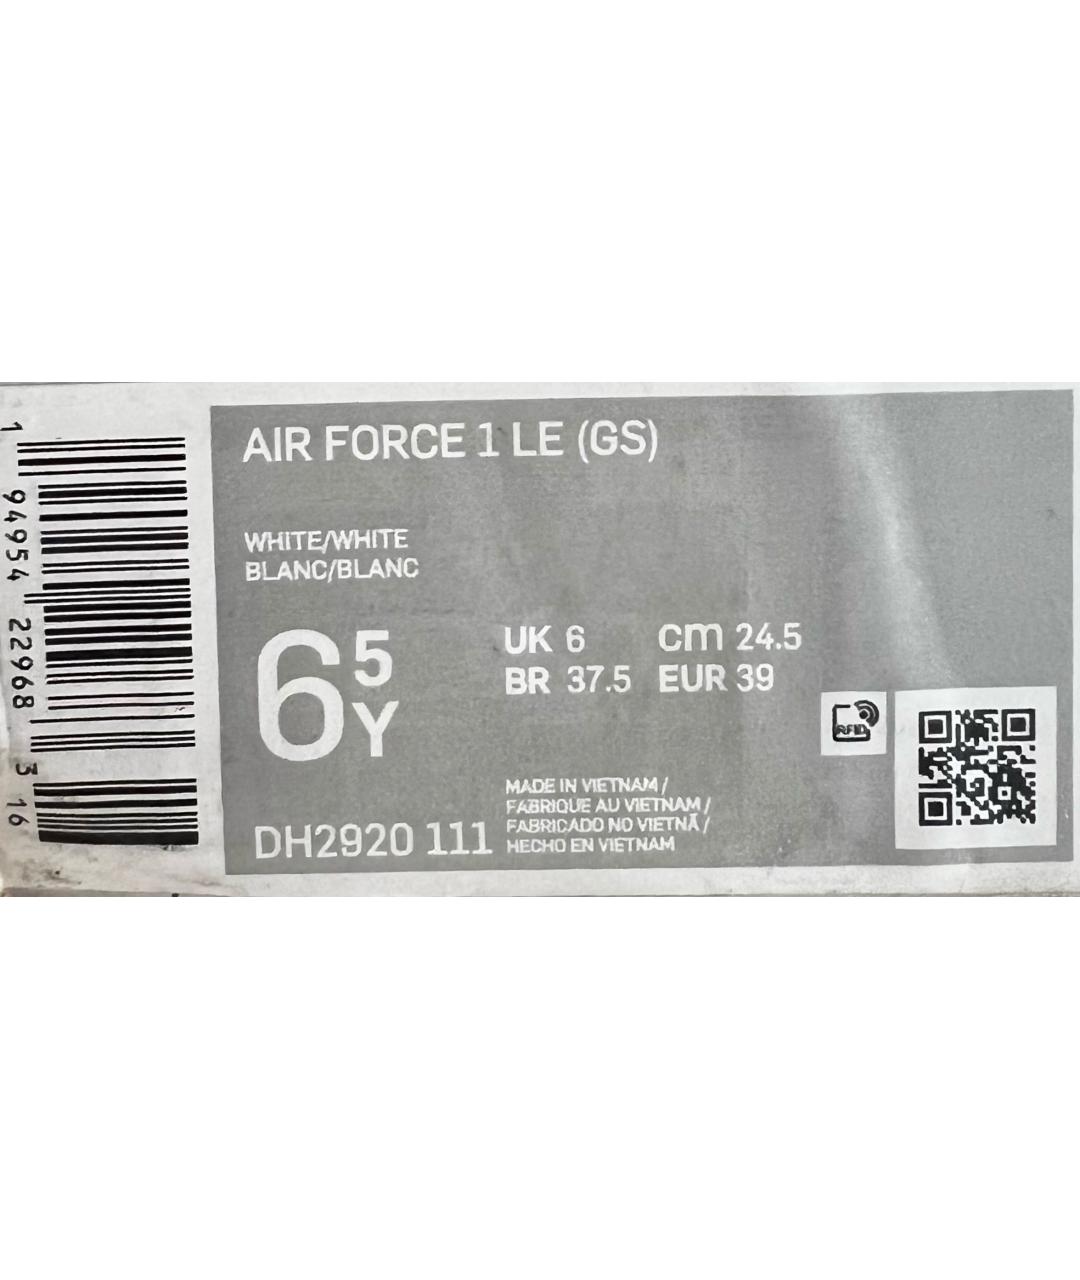 AIR FORCE 1 LE (GS)
WHITE/WHITE
BLANC/BLANC
6 5 Y
UK 6 cm 24.5
BR 37.5 EUR 39
RFID
MADE IN VIETNAM /
FABRIQUE AU VIETNAM /
FABRICADO NO VIETNÃ /
HECHO EN VIETNAM
DH2920 111
1 94954 22968 3 16